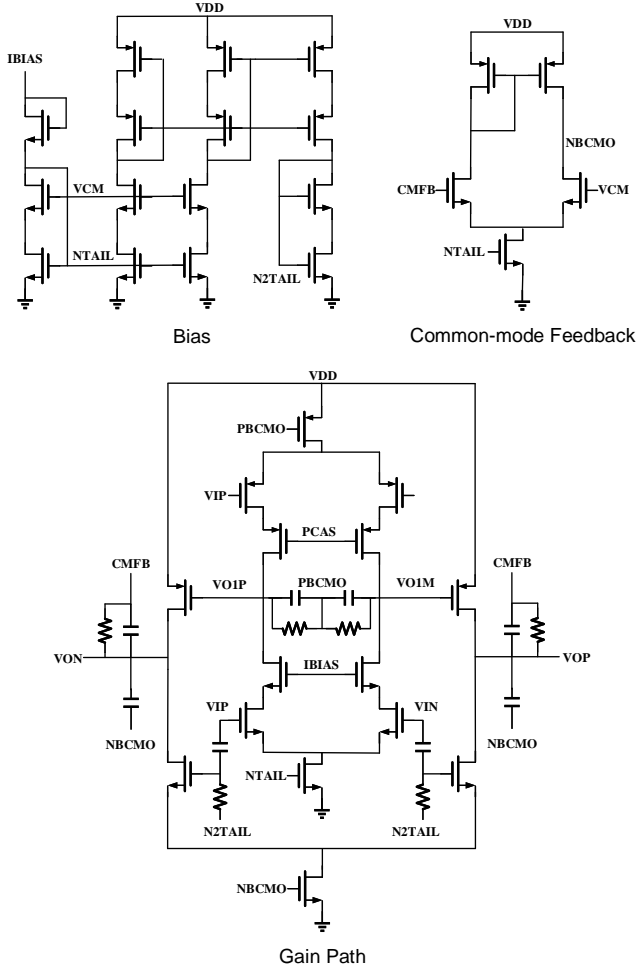 VDD
IBIAS
VCM
NTAIL
N2TAIL
Bias
VDD
NBCMO
CMFB
VCM
NTAIL
Common-mode Feedback
VDD
PBCMO
VIP
PCAS
CMFB
VO1P
PBCMO
VO1M
CMFB
VON
IBIAS
VOP
VIP
VIN
NBCMO
NBCMO
NTAIL
N2TAIL
N2TAIL
NBCMO
Gain Path